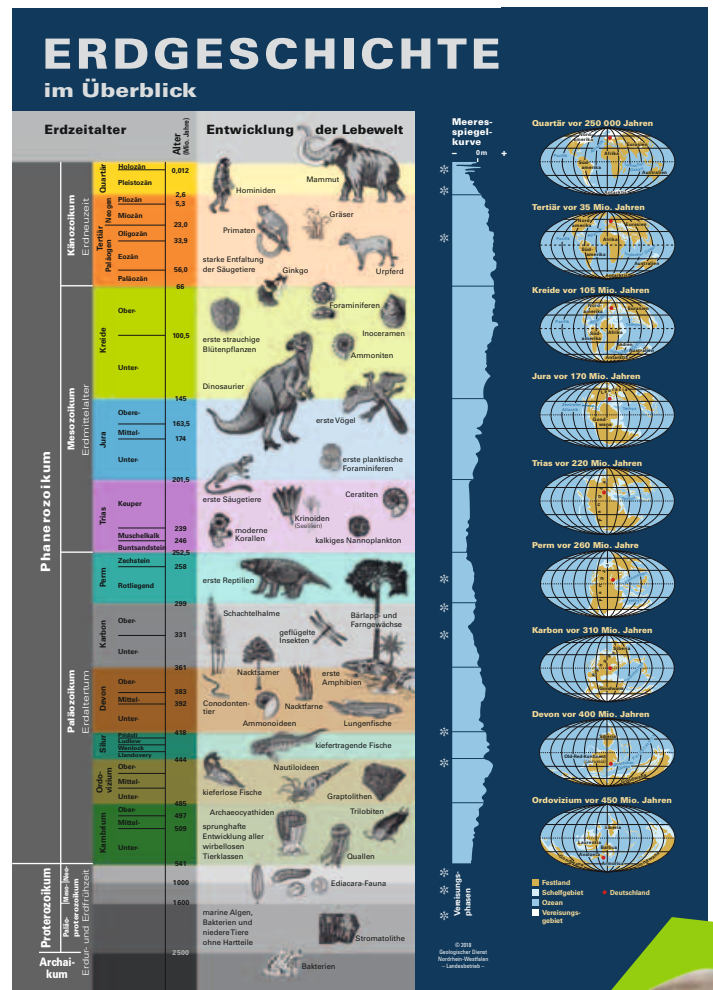 ERDGESCHICHTE
im Überblick
Erdzeitalter
Alter
(Mio. Jahre)
Entwicklung der Lebewelt
Meeres-
spiegel-
kurve
– 0m +
Phanerozoikum
Känozoikum
Erdneuzeit
Quartär
Holozän
0,012
Pleistozän
2,6
Tertiär
Neogen
Pliozän
5,3
Miozän
23,0
Paläogen
Oligozän
33,9
Eozän
56,0
Paläozän
66
Hominiden
Mammut
Primaten
Gräser
starke Entfaltung
der Säugetiere
Ginkgo
Urpferd
Mesozoikum
Erdmittelalter
Kreide
Ober-
100,5
Unter-
145
Foraminiferen
Inoceramen
erste strauchige
Blütenpflanzen
Ammoniten
Dinosaurier
Jura
Obere-
163,5
Mittel-
174
Unter-
201,5
erste Vögel
erste planktische
Foraminiferen
Trias
Keuper
239
Muschelkalk
246
Buntsandstein
252,5
erste Säugetiere
Ceratiten
Krinoiden
(Seelilien)
moderne
Korallen
kalkiges Nannoplankton
Paläozoikum
Erdaltertum
Perm
Zechstein
258
Rotliegend
299
erste Reptilien
Karbon
Ober-
331
Unter-
361
Schachtelhalme
Bärlapp- und
Farngewächse
geflügelte
Insekten
Nacktsamer
erste
Amphibien
Devon
Ober-
383
Mittel-
392
Unter-
418
Conodonten-
tier
Nacktfarne
Ammonoideen
Lungenfische
Silur
Pridoli
Ludlow
Wenlock
Llandovery
444
kiefertragende Fische
Ordo-
vizium
Ober-
Mittel-
Unter-
485
Nautiloideen
kieferlose Fische
Graptolithen
Kambrium
Ober-
497
Mittel-
509
Unter-
541
Archaeocyathiden
Trilobiten
sprunghafte
Entwicklung aller
wirbellosen
Tierklassen
Quallen
Proterozoikum
Erdur- und Erdfrühzeit
Neo-
Meso-
Paläo-
proterozoikum
1000
1600
2500
Ediacara-Fauna
marine Algen,
Bakterien und
niedere Tiere
ohne Hartteile
Stromatolithe
Archai-
kum
Bakterien
Vereisungs-
phasen
Quartär vor 250 000 Jahren
Tertiär vor 35 Mio. Jahren
Kreide vor 105 Mio. Jahren
Jura vor 170 Mio. Jahren
Trias vor 220 Mio. Jahren
Perm vor 260 Mio. Jahre
Karbon vor 310 Mio. Jahren
Devon vor 400 Mio. Jahren
Ordovizium vor 450 Mio. Jahren
Festland
Schelfgebiet
Ozean
Vereisungs-
gebiet
Deutschland
© 2018
Geologischer Dienst
Nordrhein-Westfalen
– Landesbetrieb –